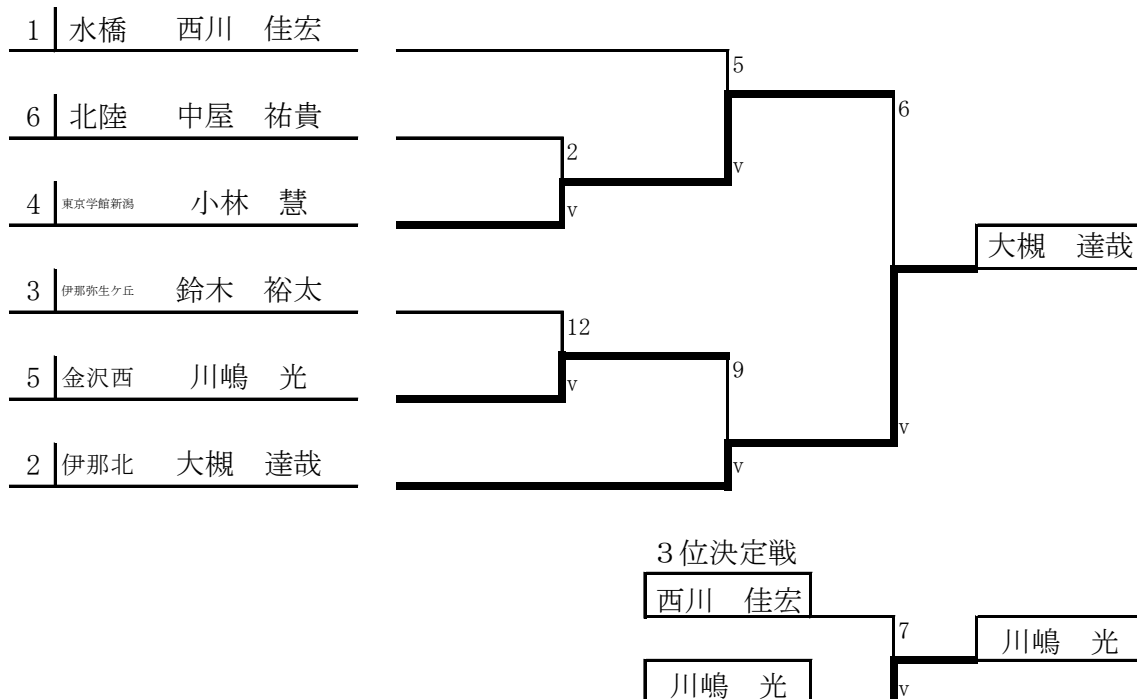 1 水橋 西川 佳宏
5
6 北陸 中屋 祐貴
6
2
v
4 東京学館新潟 小林 慧
v
大槻 達哉
3 伊那弥生ケ丘 鈴木 裕太
12
9
5 金沢西 川嶋 光
v
v
2 伊那北 大槻 達哉
v
3位決定戦
西川 佳宏
7
川嶋 光
川嶋 光
v